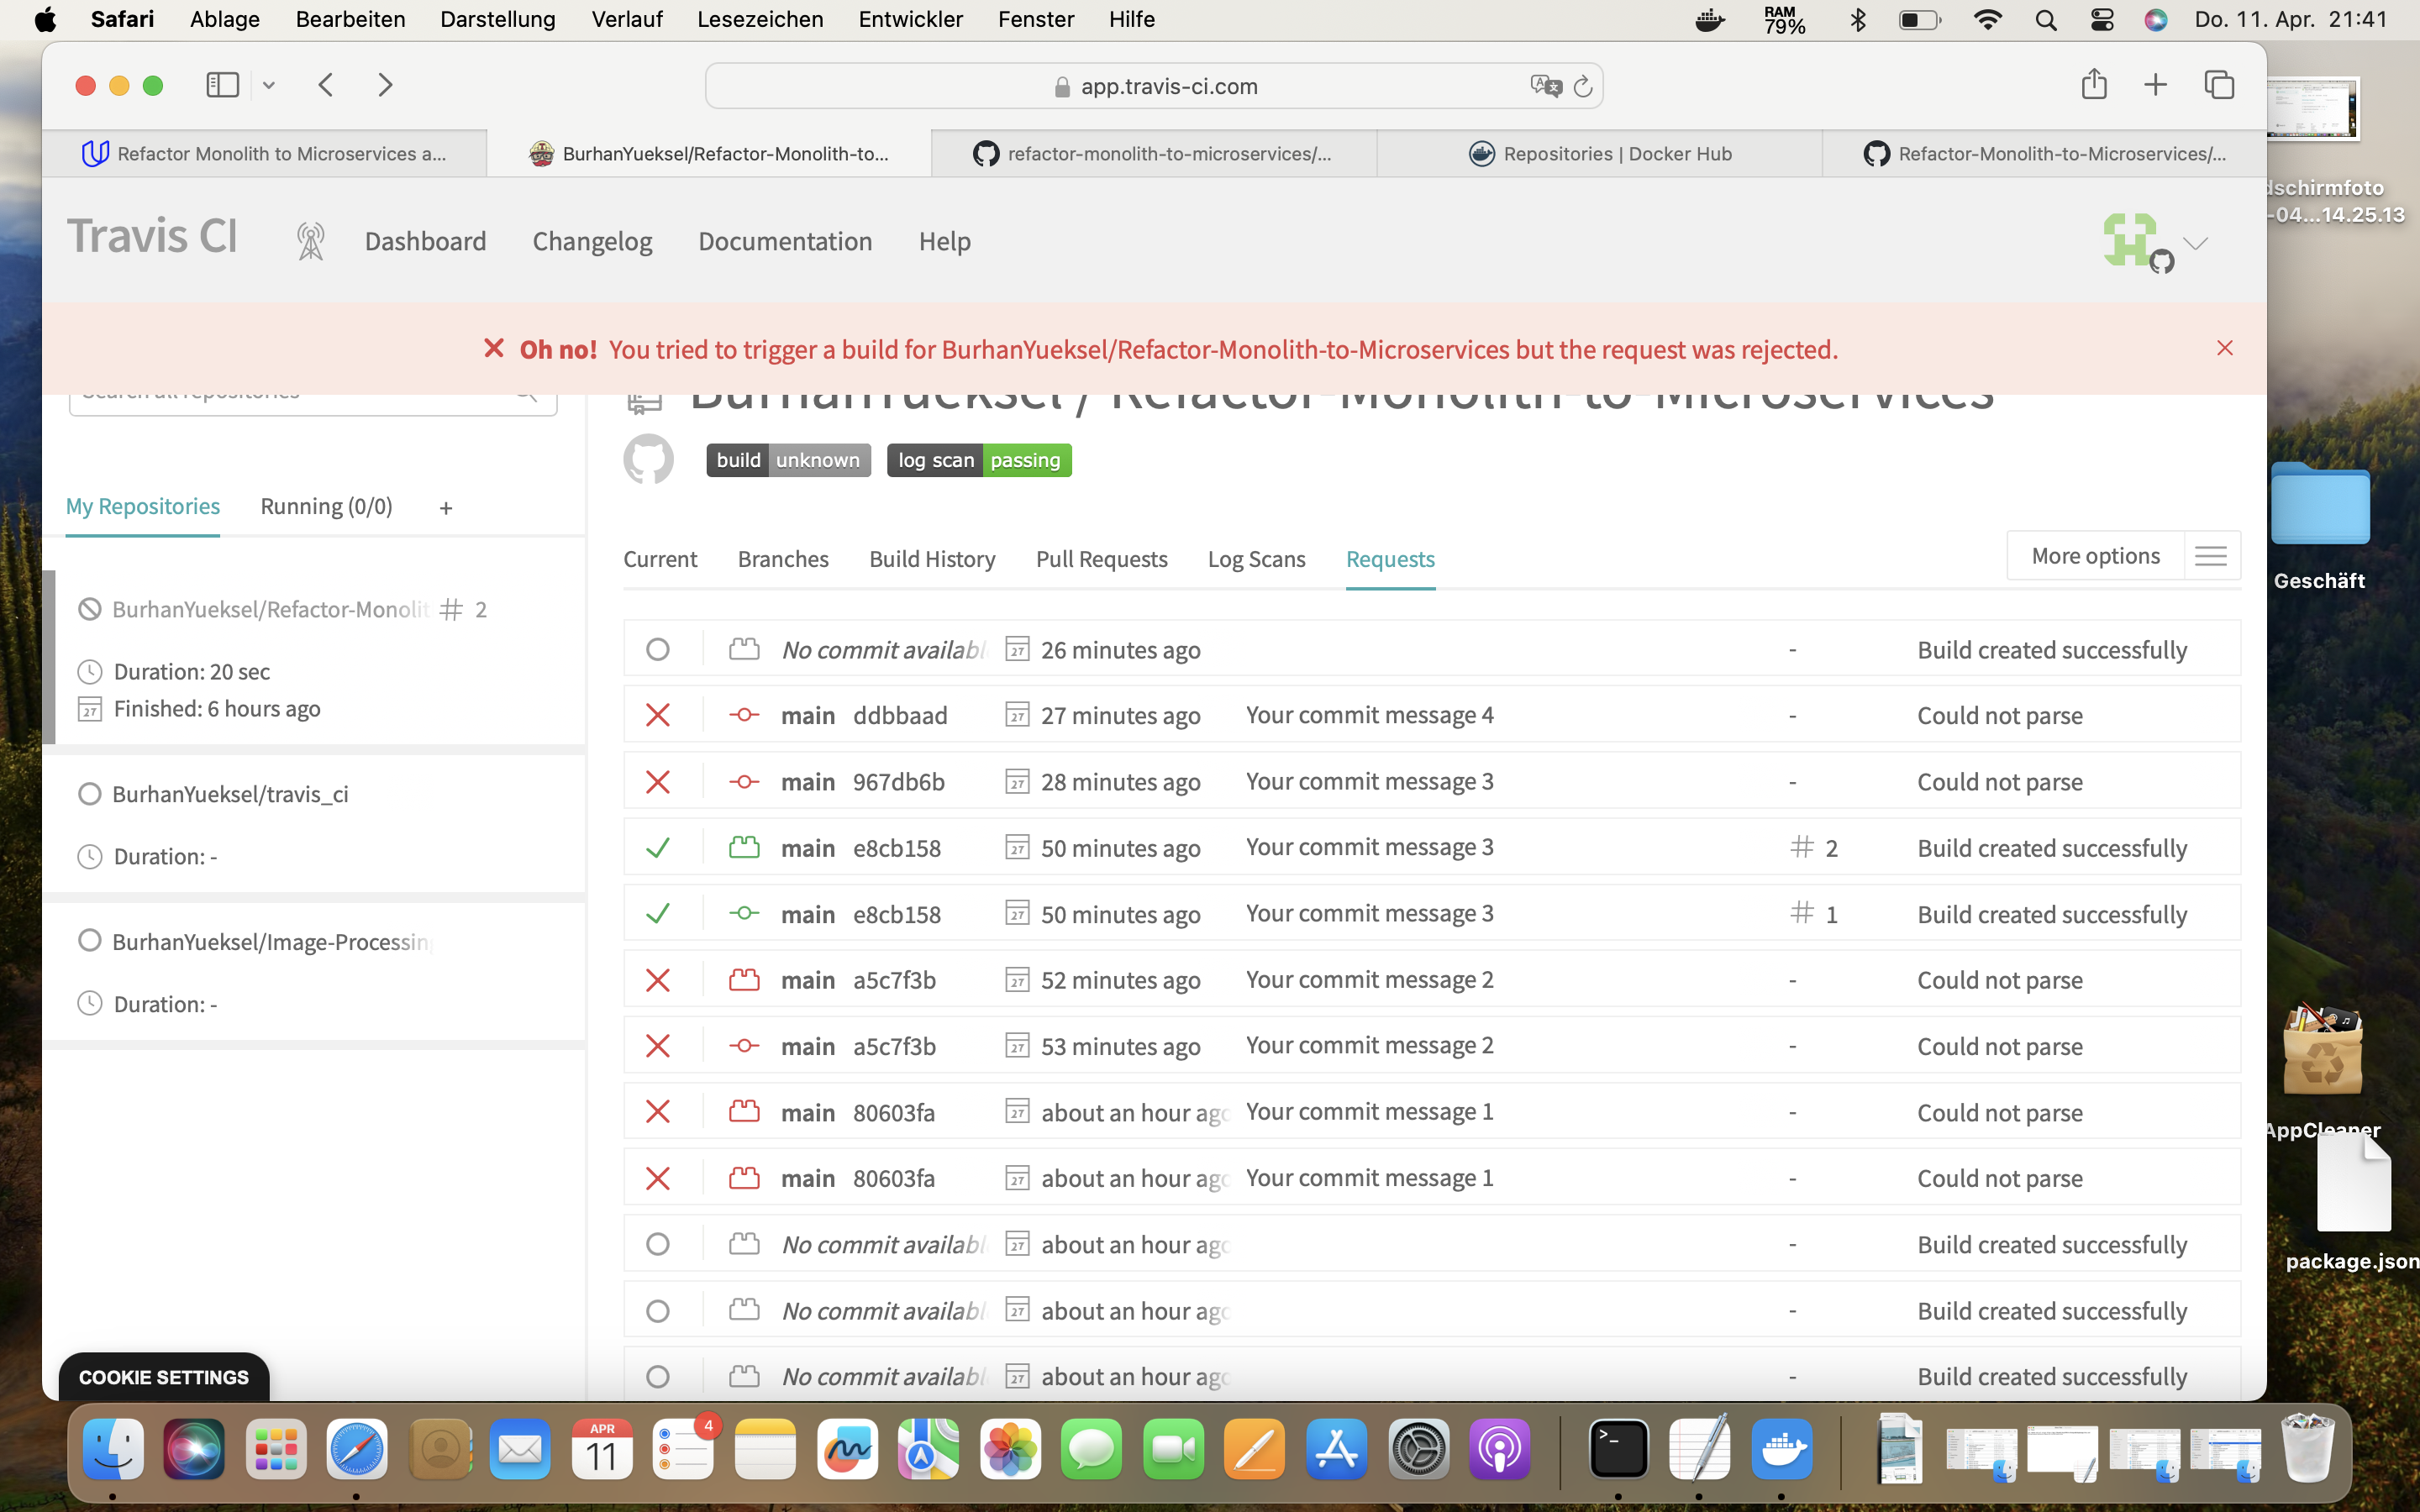 Safari Ablage Bearbeiten Darstellung Verlauf Lesezeichen Entwickler Fenster Hilfe RAM 79% Do. 11. Apr. 21:41
app.travis-ci.com
Refactor Monolith to Microservices a... BurhanYueksel/Refactor-Monolith-to... refactor-monolith-to-microservices/... Repositories | Docker Hub Refactor-Monolith-to-Microservices/...
Travis CI Dashboard Changelog Documentation Help
Oh no! You tried to trigger a build for BurhanYueksel/Refactor-Monolith-to-Microservices but the request was rejected.
Search all repositories
BurhanYueksel / Refactor-Monolith-to-Microservices
build unknown log scan passing
My Repositories Running (0/0) +
BurhanYueksel/Refactor-Monolit # 2
Duration: 20 sec
Finished: 6 hours ago
BurhanYueksel/travis_ci
Duration: -
BurhanYueksel/Image-Processing
Duration: -
Current Branches Build History Pull Requests Log Scans Requests More options
No commit availabl 26 minutes ago - Build created successfully
main ddbbaad 27 minutes ago Your commit message 4 - Could not parse
main 967db6b 28 minutes ago Your commit message 3 - Could not parse
main e8cb158 50 minutes ago Your commit message 3 # 2 Build created successfully
main e8cb158 50 minutes ago Your commit message 3 # 1 Build created successfully
main a5c7f3b 52 minutes ago Your commit message 2 - Could not parse
main a5c7f3b 53 minutes ago Your commit message 2 - Could not parse
main 80603fa about an hour ago Your commit message 1 - Could not parse
main 80603fa about an hour ago Your commit message 1 - Could not parse
No commit availabl about an hour ago - Build created successfully
No commit availabl about an hour ago - Build created successfully
No commit availabl about an hour ago - Build created successfully
COOKIE SETTINGS
dschirmfoto
-04...14.25.13
Geschäft
AppCleaner
package.json
APR
11
4